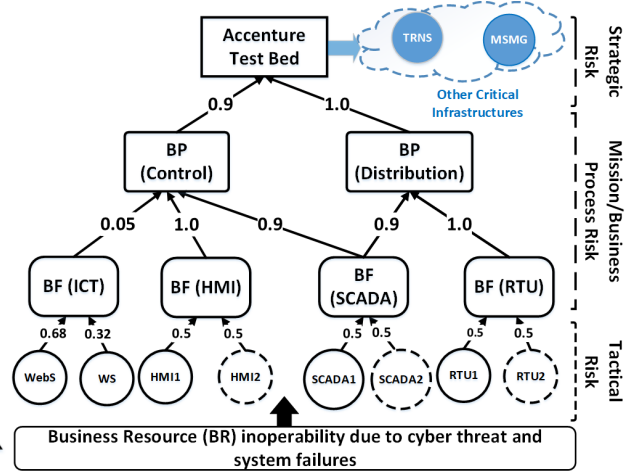 Accenture
Test Bed
TRNS
MSMG
Other Critical
Infrastructures
Strategic
Risk
0.9
1.0
BP
(Control)
BP
(Distribution)
Mission/Business
Process Risk
0.05
1.0
0.9
0.9
1.0
BF (ICT)
BF (HMI)
BF
(SCADA)
BF (RTU)
0.68
0.32
0.5
0.5
0.5
0.5
0.5
0.5
WebS
WS
HMI1
HMI2
SCADA1
SCADA2
RTU1
RTU2
Tactical
Risk
Business Resource (BR) inoperability due to cyber threat and
system failures